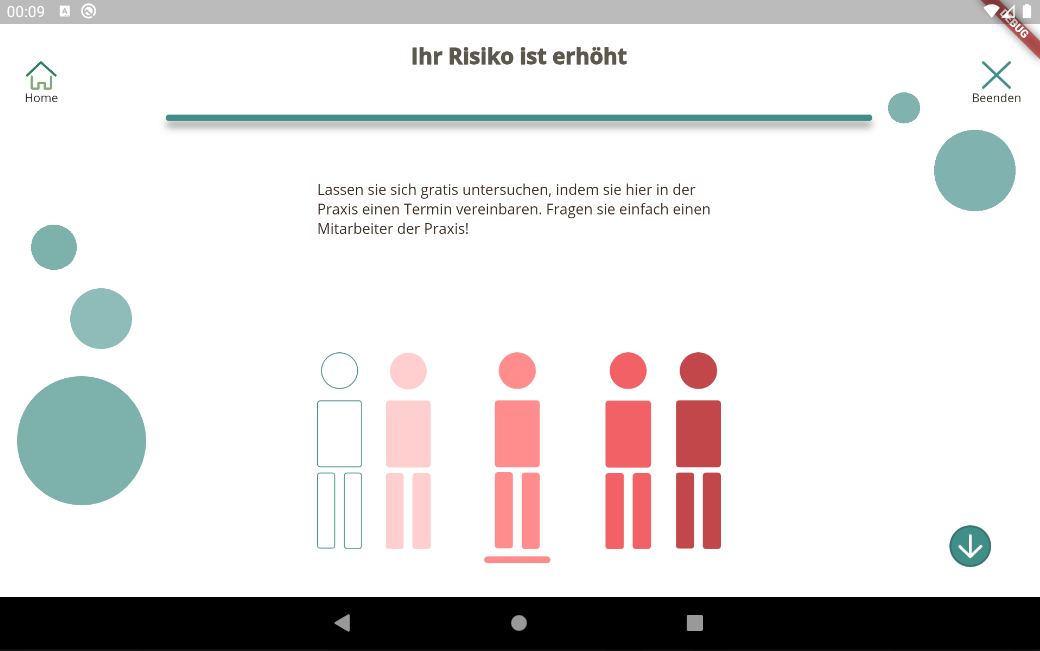 00:09
Ihr Risiko ist erhöht
Home
Beenden
Lassen sie sich gratis untersuchen, indem sie hier in der
Praxis einen Termin vereinbaren. Fragen sie einfach einen
Mitarbeiter der Praxis!